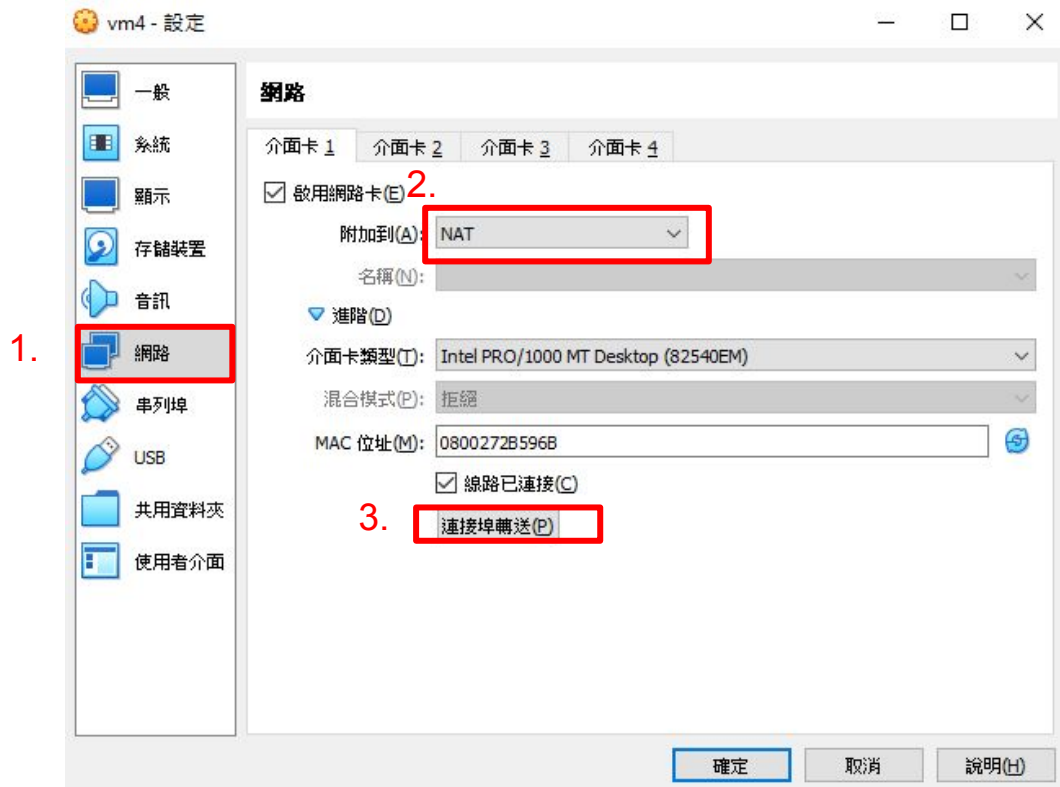 vm4 - 設定
一般
系統
顯示
存儲裝置
音訊
1.
網路
串列埠
USB
共用資料夾
使用者介面
網路
介面卡 1 介面卡 2 介面卡 3 介面卡 4
啟用網路卡(E)
2.
附加到(A): NAT
名稱(N):
進階(D)
介面卡類型(T): Intel PRO/1000 MT Desktop (82540EM)
混合模式(P): 拒絕
MAC 位址(M): 0800272B596B
線路已連接(C)
3.
連接埠轉送(P)
確定 取消 說明(H)